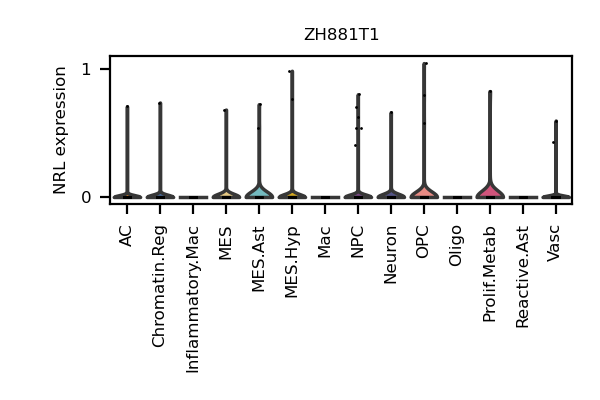 ZH881T1
NRL expression
1
0
AC
Chromatin.Reg
Inflammatory.Mac
MES
MES.Ast
MES.Hyp
Mac
NPC
Neuron
OPC
Oligo
Prolif.Metab
Reactive.Ast
Vasc